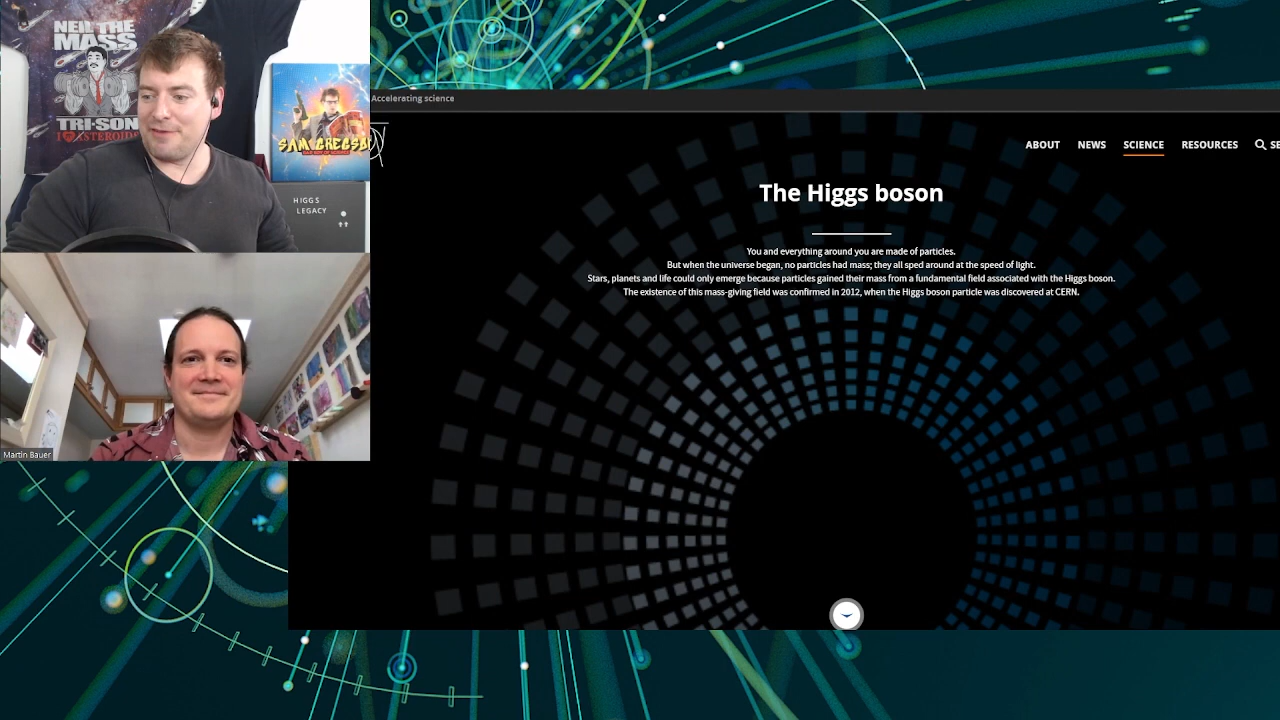 NEIL THE
MASS
TRI-SON
I ASTEROIDS
SAM GREGSON
HIGGS
LEGACY
Martin Bauer
Accelerating science
ABOUT NEWS SCIENCE RESOURCES SE
The Higgs boson
You and everything around you are made of particles.
But when the universe began, no particles had mass; they all sped around at the speed of light.
Stars, planets and life could only emerge because particles gained their mass from a fundamental field associated with the Higgs boson.
The existence of this mass-giving field was confirmed in 2012, when the Higgs boson particle was discovered at CERN.